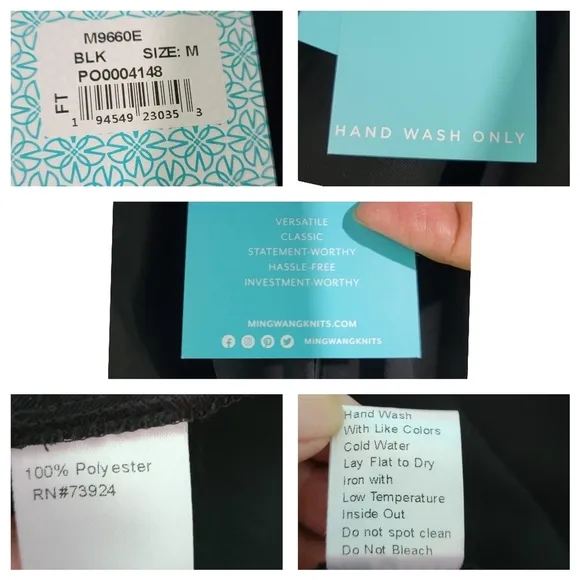 M9660E
BLK SIZE: M
PO0004148
FT
1 94549 23035 3
HAND WASH ONLY
VERSATILE
CLASSIC
STATEMENT-WORTHY
HASSLE-FREE
INVESTMENT-WORTHY
MINGWANGKNITS.COM
MINGWANGKNITS
100% Polyester
RN#73924
Hand Wash
With Like Colors
Cold Water
Lay Flat to Dry
Iron with
Low Temperature
Inside Out
Do not spot clean
Do Not Bleach